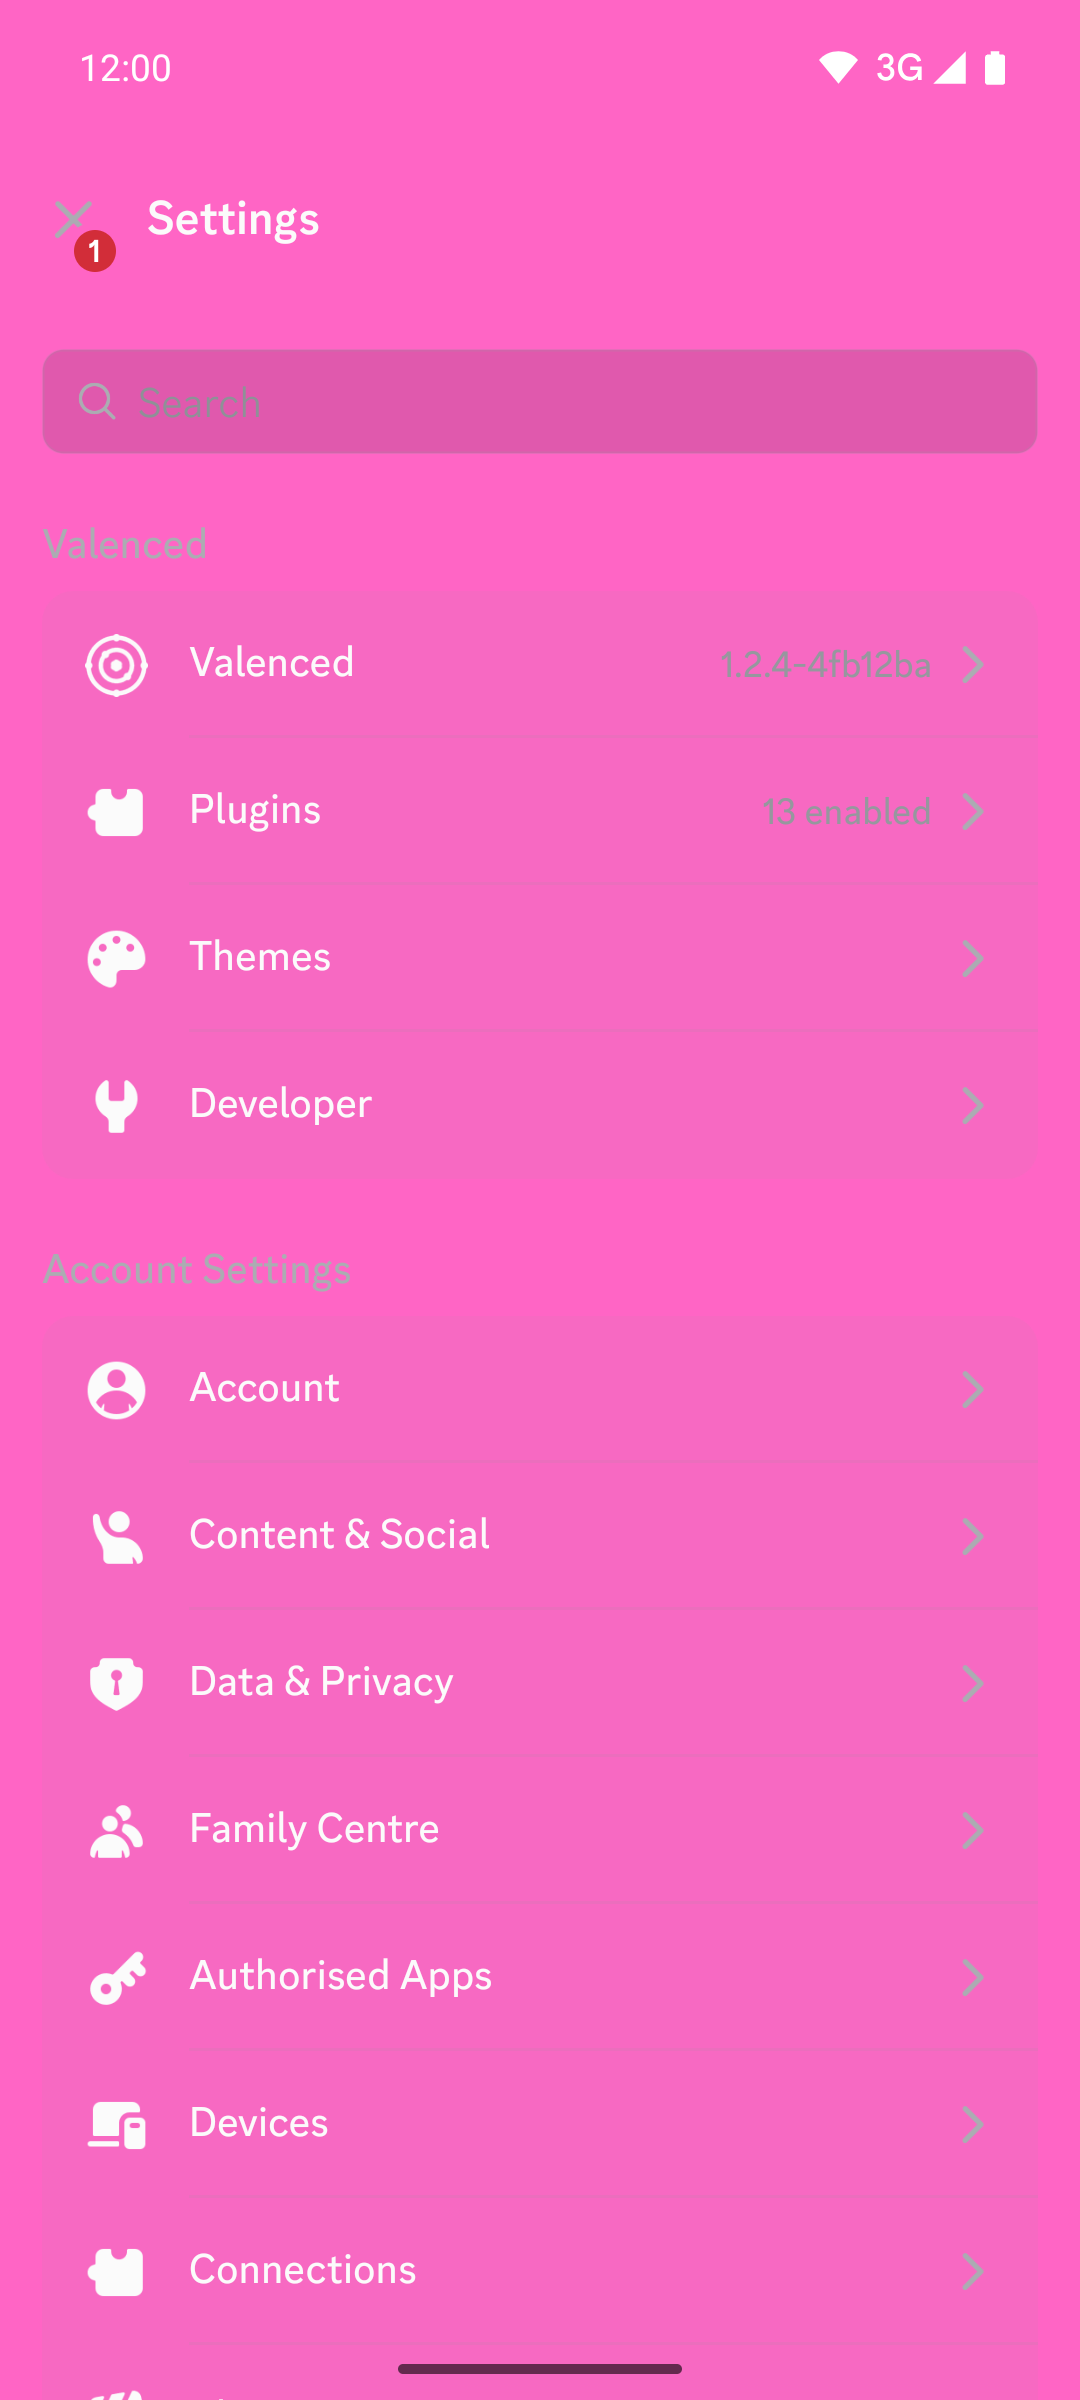 12:00
3G
Settings
1
Search
Valenced
Valenced
1.2.4-4fb12ba
Plugins
13 enabled
Themes
Developer
Account Settings
Account
Content & Social
Data & Privacy
Family Centre
Authorised Apps
Devices
Connections